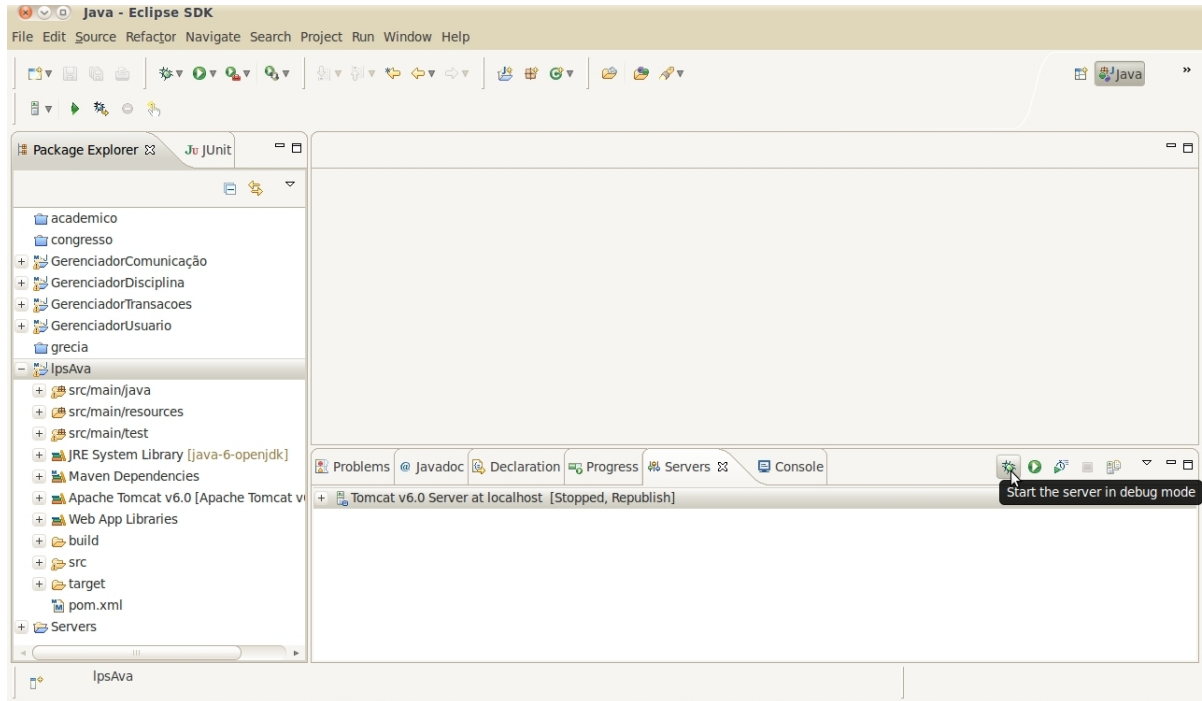 Java - Eclipse SDK
File Edit Source Refactor Navigate Search Project Run Window Help
Java
Package Explorer
JUnit
academico
congresso
GerenciadorComunicação
GerenciadorDisciplina
GerenciadorTransacoes
GerenciadorUsuario
grecia
lpsAva
src/main/java
src/main/resources
src/main/test
JRE System Library [java-6-openjdk]
Maven Dependencies
Apache Tomcat v6.0 [Apache Tomcat v
Web App Libraries
build
src
target
pom.xml
Servers
Problems @ Javadoc Declaration Progress Servers Console
Tomcat v6.0 Server at localhost [Stopped, Republish]
Start the server in debug mode
lpsAva